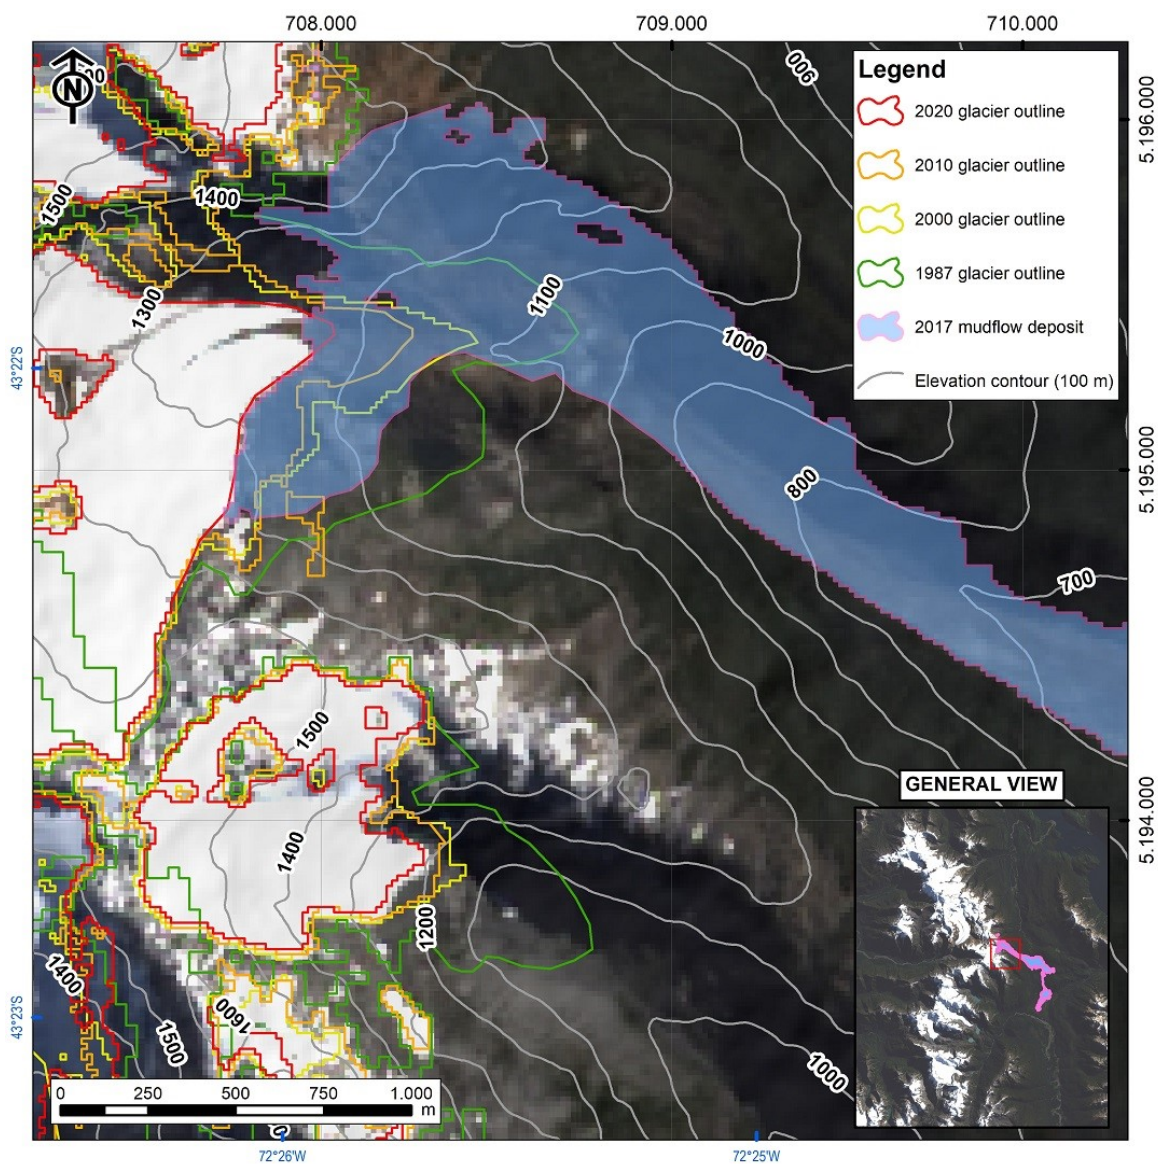 708.000
709.000
710.000
N
00
900
Legend
2020 glacier outline
2010 glacier outline
2000 glacier outline
1987 glacier outline
2017 mudflow deposit
Elevation contour (100 m)
5.196.000
1500
1400
1300
1100
1000
43°22'S
5.195.000
800
700
1500
GENERAL VIEW
5.194.000
1400
1200
1400
1600
43°23'S
1500
1000
0
250
500
750
1.000
m
72°26'W
72°25'W